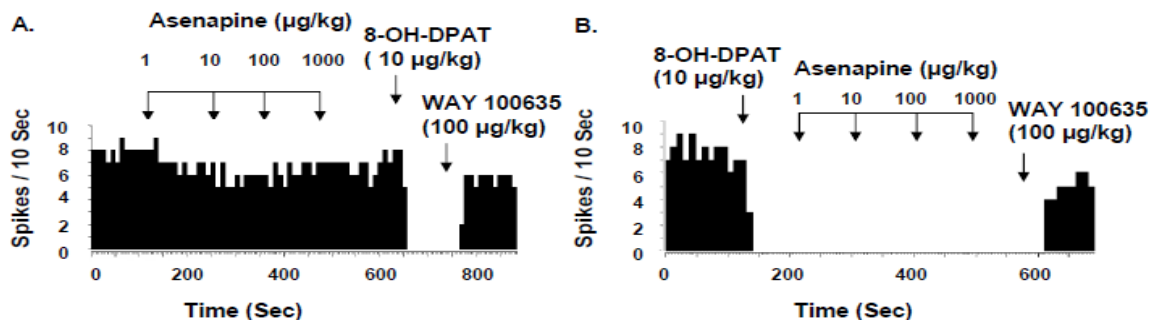 A.
Asenapine (µg/kg)
1 10 100 1000
8-OH-DPAT
( 10 µg/kg)
WAY 100635
(100 µg/kg)
Spikes / 10 Sec
10
8
6
4
2
0
0 200 400 600 800
Time (Sec)
B.
8-OH-DPAT
(10 µg/kg)
Asenapine (µg/kg)
1 10 100 1000
WAY 100635
(100 µg/kg)
Spikes / 10 Sec
10
8
6
4
2
0
0 200 400 600
Time (Sec)